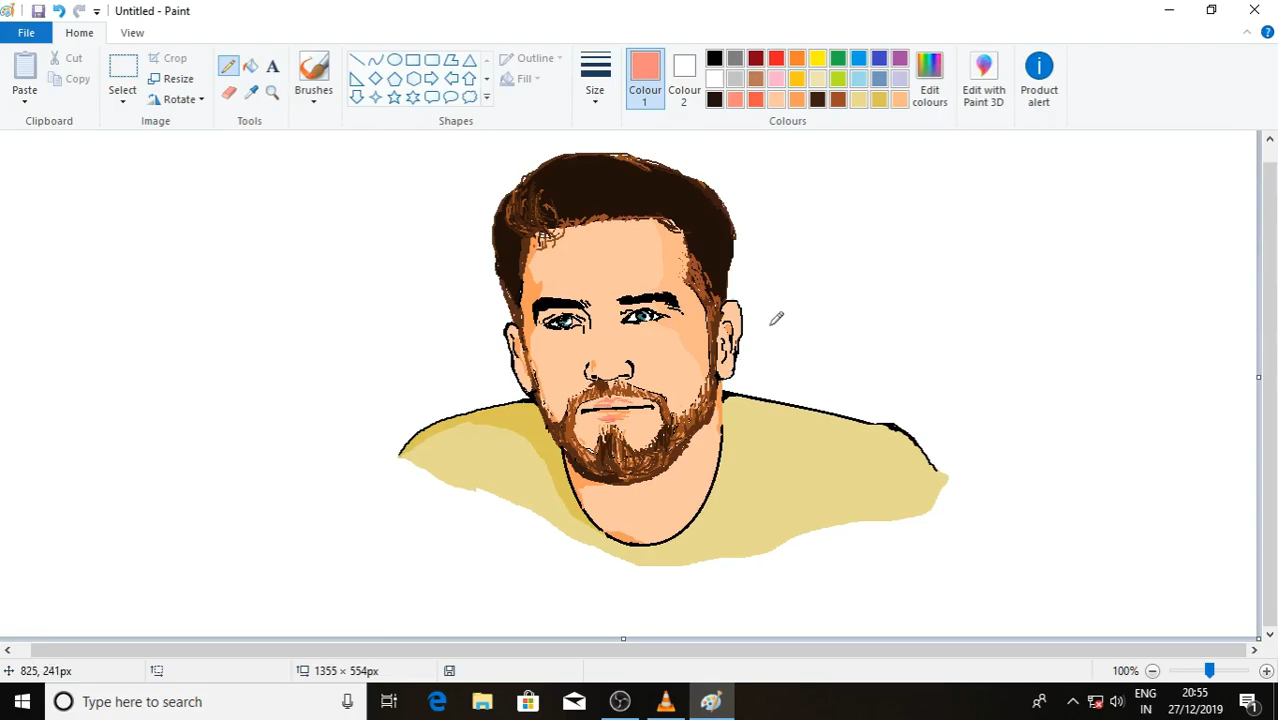 Untitled - Paint
File Home View
Paste
Cut
Copy
Clipboard
Select
Crop
Resize
Rotate
Image
Tools
Brushes
Outline
Fill
Shapes
Size
Colour 1
Colour 2
Edit colours
Colours
Edit with Paint 3D
Product alert
825, 241px
1355 × 554px
100%
Type here to search
ENG
IN
20:55
27/12/2019
1